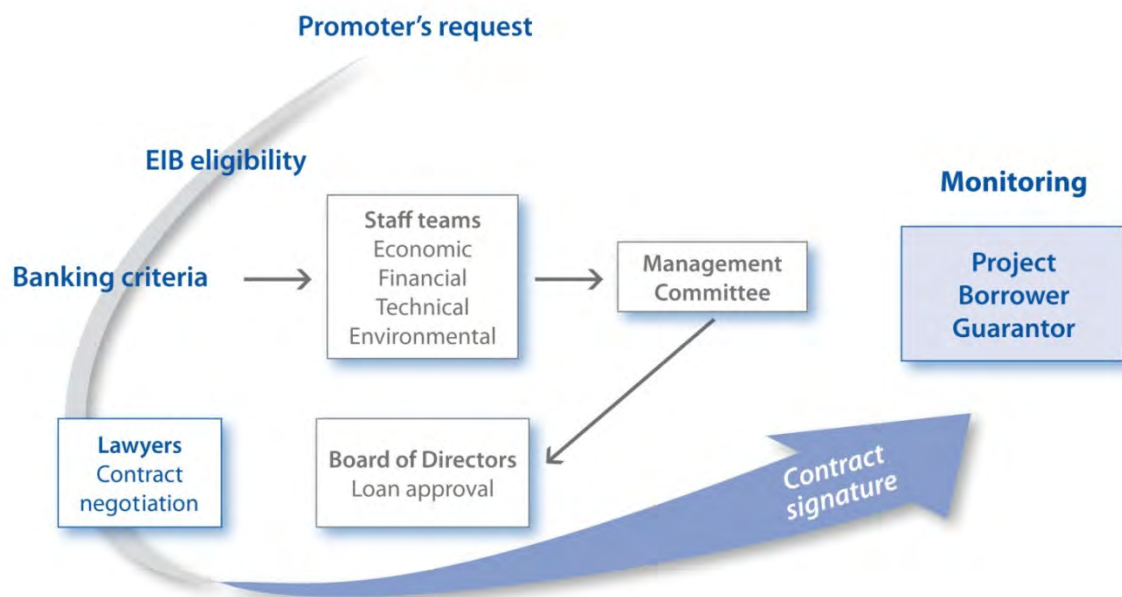 Promoter’s request
EIB eligibility
Monitoring
Banking criteria
Staff teams
Economic
Financial
Technical
Environmental
Management
Committee
Project
Borrower
Guarantor
Lawyers
Contract
negotiation
Board of Directors
Loan approval
Contract
signature